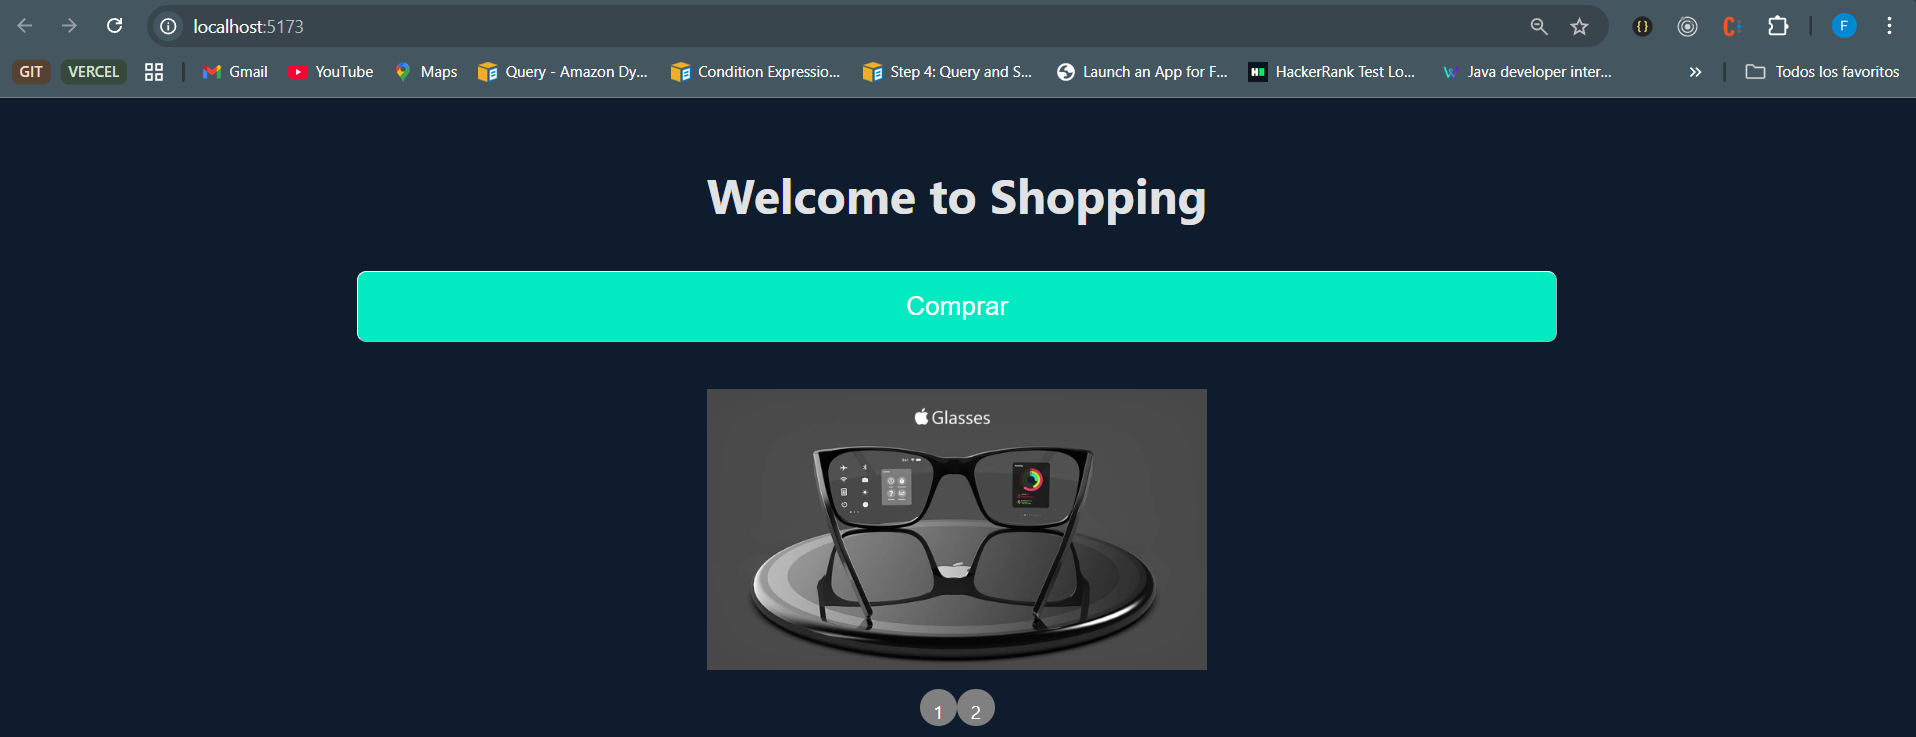 localhost:5173
F
GIT
VERCEL
Gmail
YouTube
Maps
Query - Amazon Dy...
Condition Expressio...
Step 4: Query and S...
Launch an App for F...
HackerRank Test Lo...
Java developer inter...
Todos los favoritos
Welcome to Shopping
Comprar
Glasses
1
2